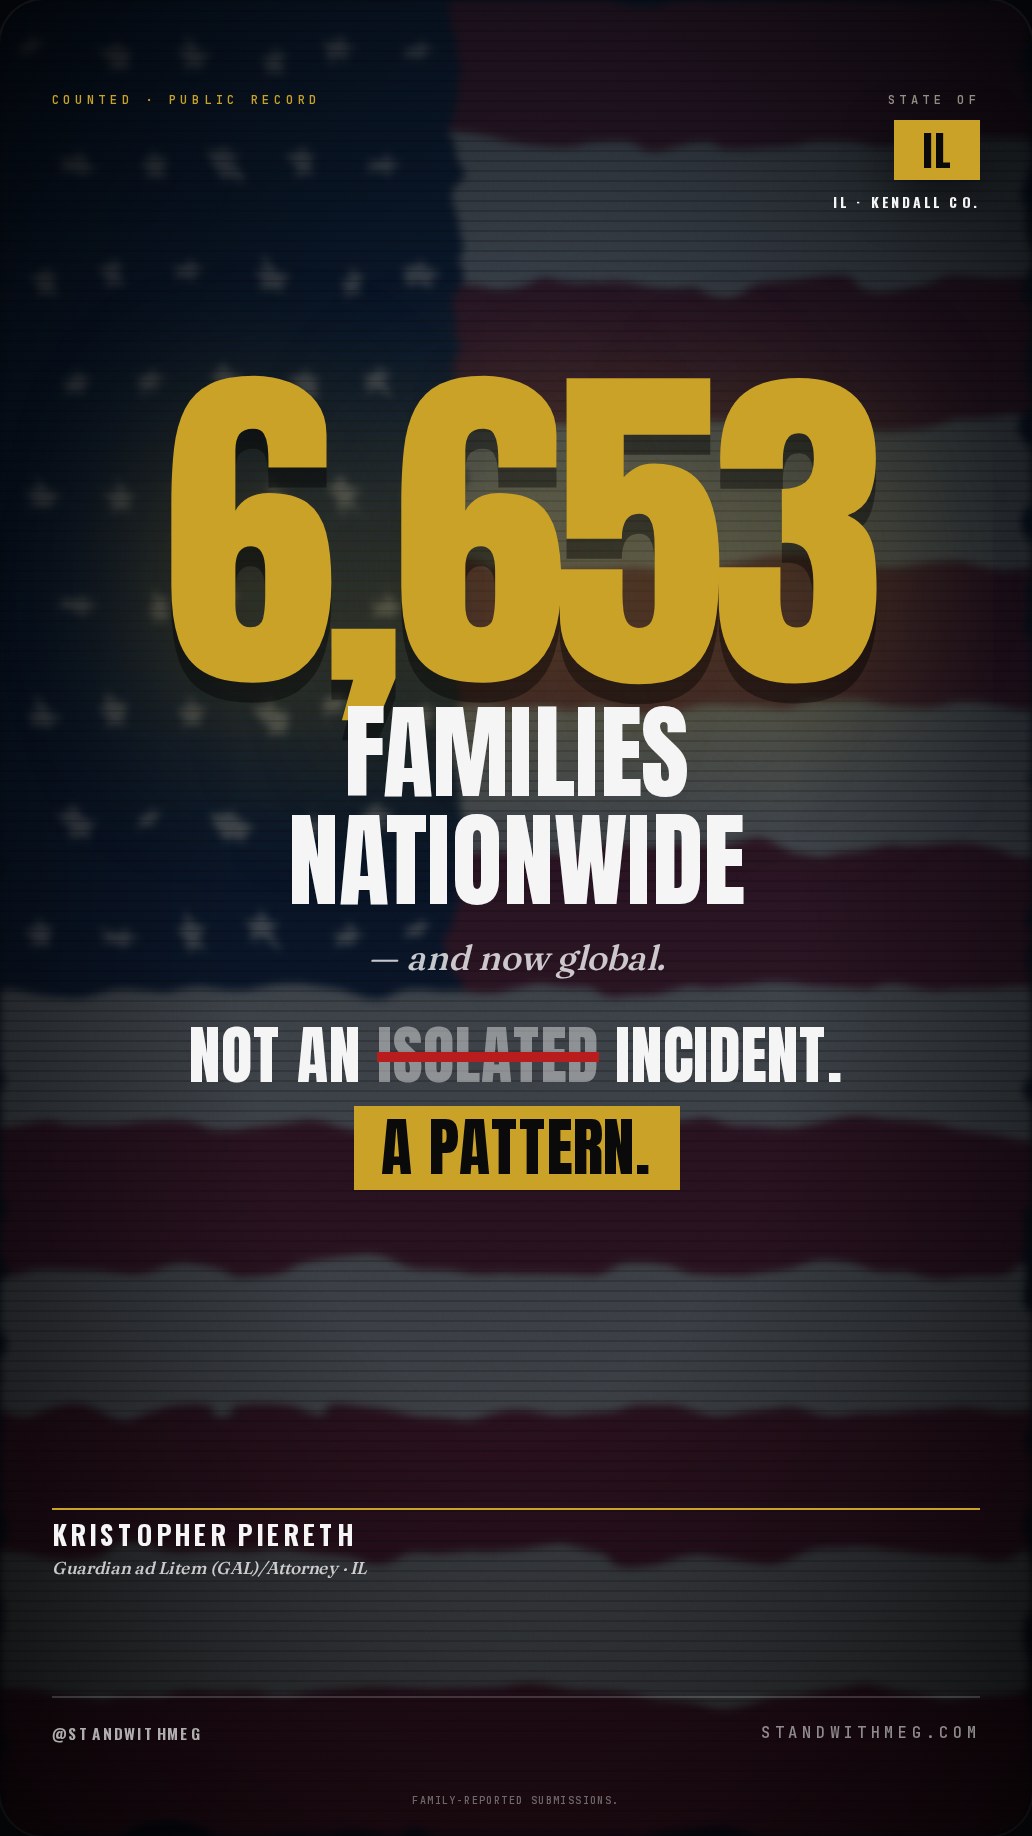 COUNTED · PUBLIC RECORD
STATE OF
IL
IL · KENDALL CO.
6,653
FAMILIES
NATIONWIDE
— and now global.
NOT AN ISOLATED INCIDENT.
A PATTERN.
KRISTOPHER PIERETH
Guardian ad Litem (GAL)/Attorney · IL
@STANDWITHMEG
STANDWITHMEG.COM
FAMILY-REPORTED SUBMISSIONS.